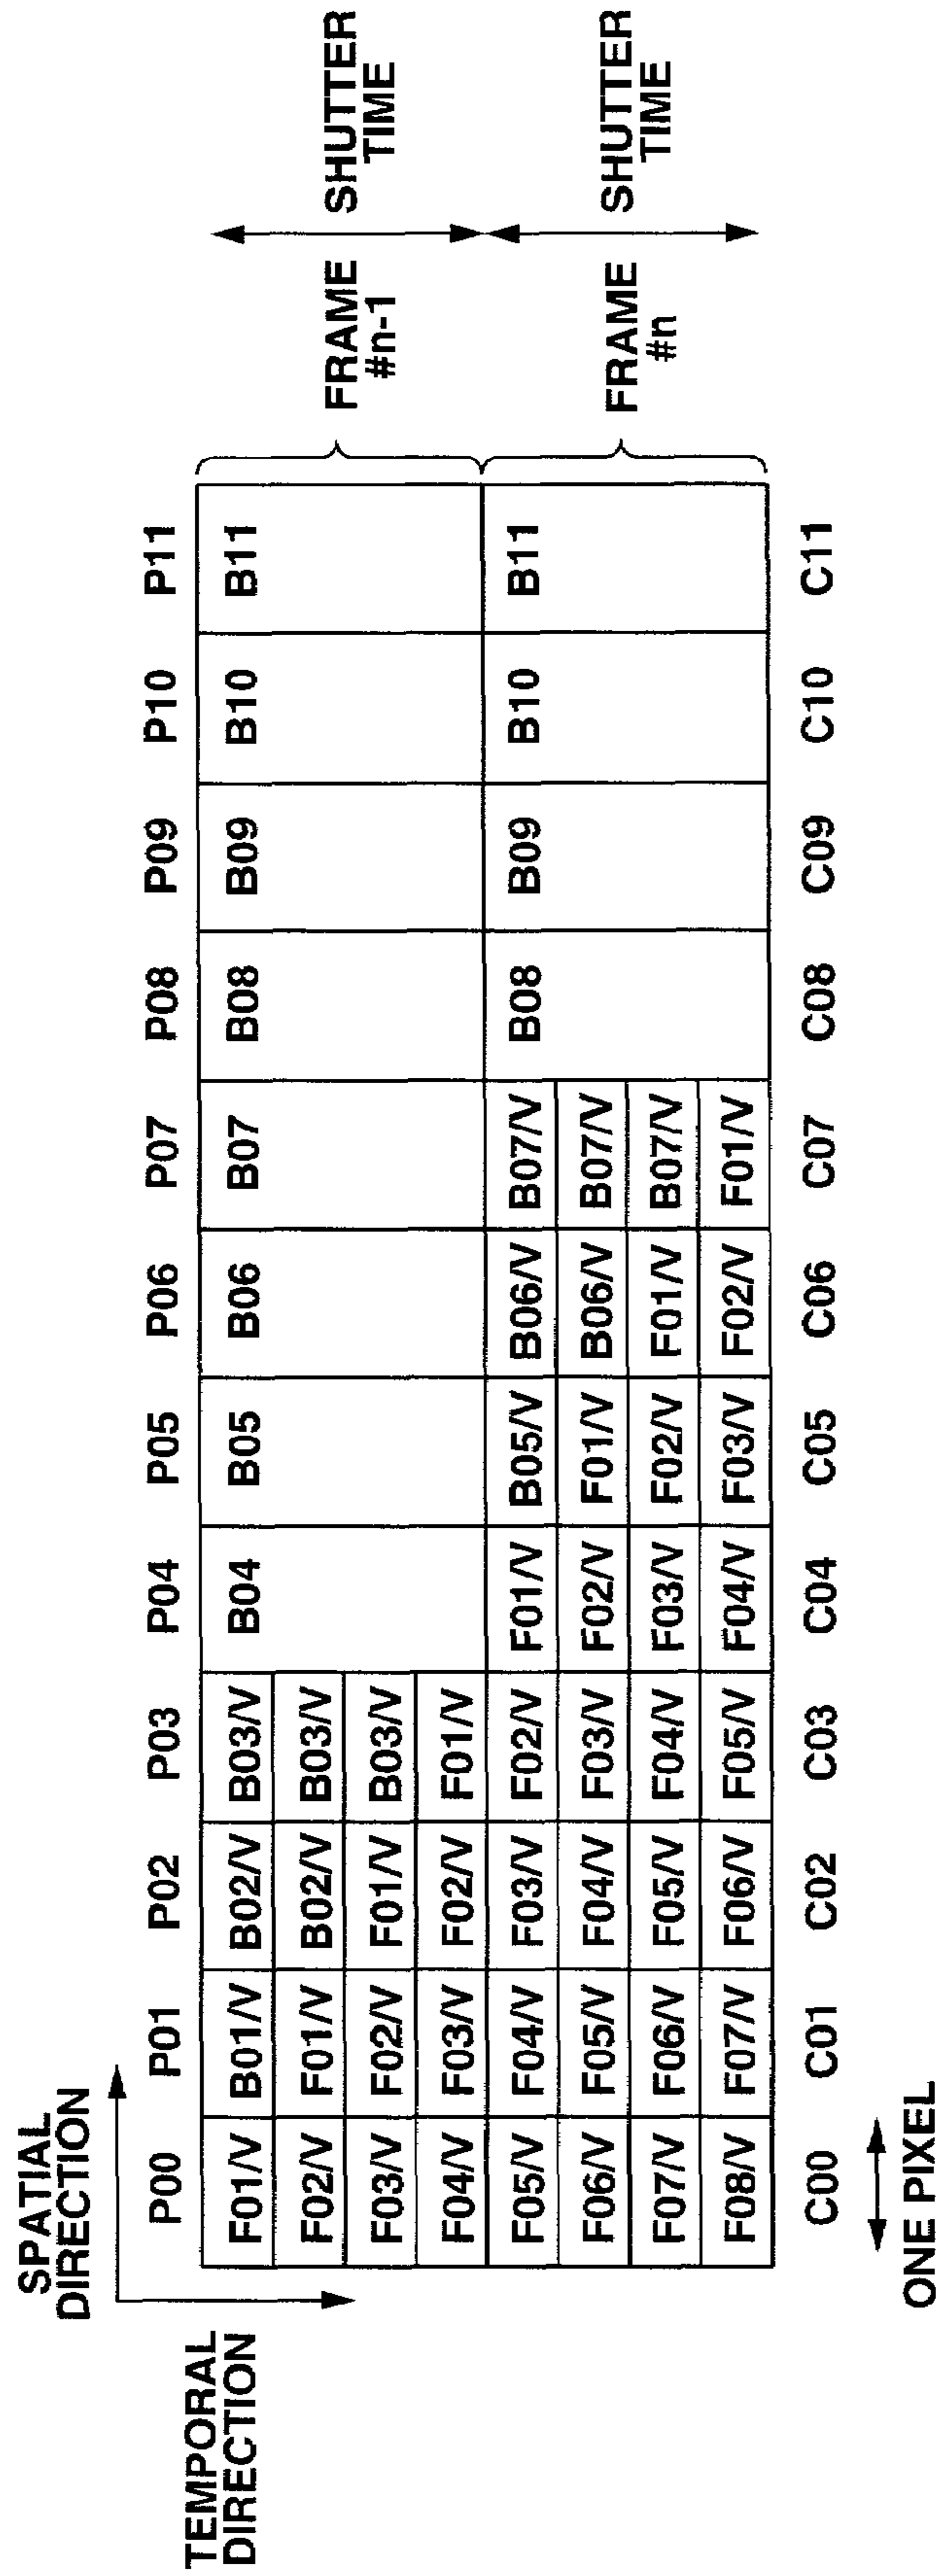 SPATIAL
DIRECTION
TEMPORAL
DIRECTION
P00 P01 P02 P03 P04 P05 P06 P07 P08 P09 P10 P11
F01/V B01/V B02/V B03/V B04 B05 B06 B07 B08 B09 B10 B11
F02/V F01/V B02/V B03/V
F03/V F02/V F01/V B03/V
F04/V F03/V F02/V F01/V
FRAME
#n-1
SHUTTER
TIME
F05/V F04/V F03/V F02/V F01/V B05/V B06/V B07/V B08 B09 B10 B11
F06/V F05/V F04/V F03/V F02/V F01/V B06/V B07/V
F07/V F06/V F05/V F04/V F03/V F02/V F01/V B07/V
F08/V F07/V F06/V F05/V F04/V F03/V F02/V F01/V
FRAME
#n
SHUTTER
TIME
C00 C01 C02 C03 C04 C05 C06 C07 C08 C09 C10 C11
ONE PIXEL